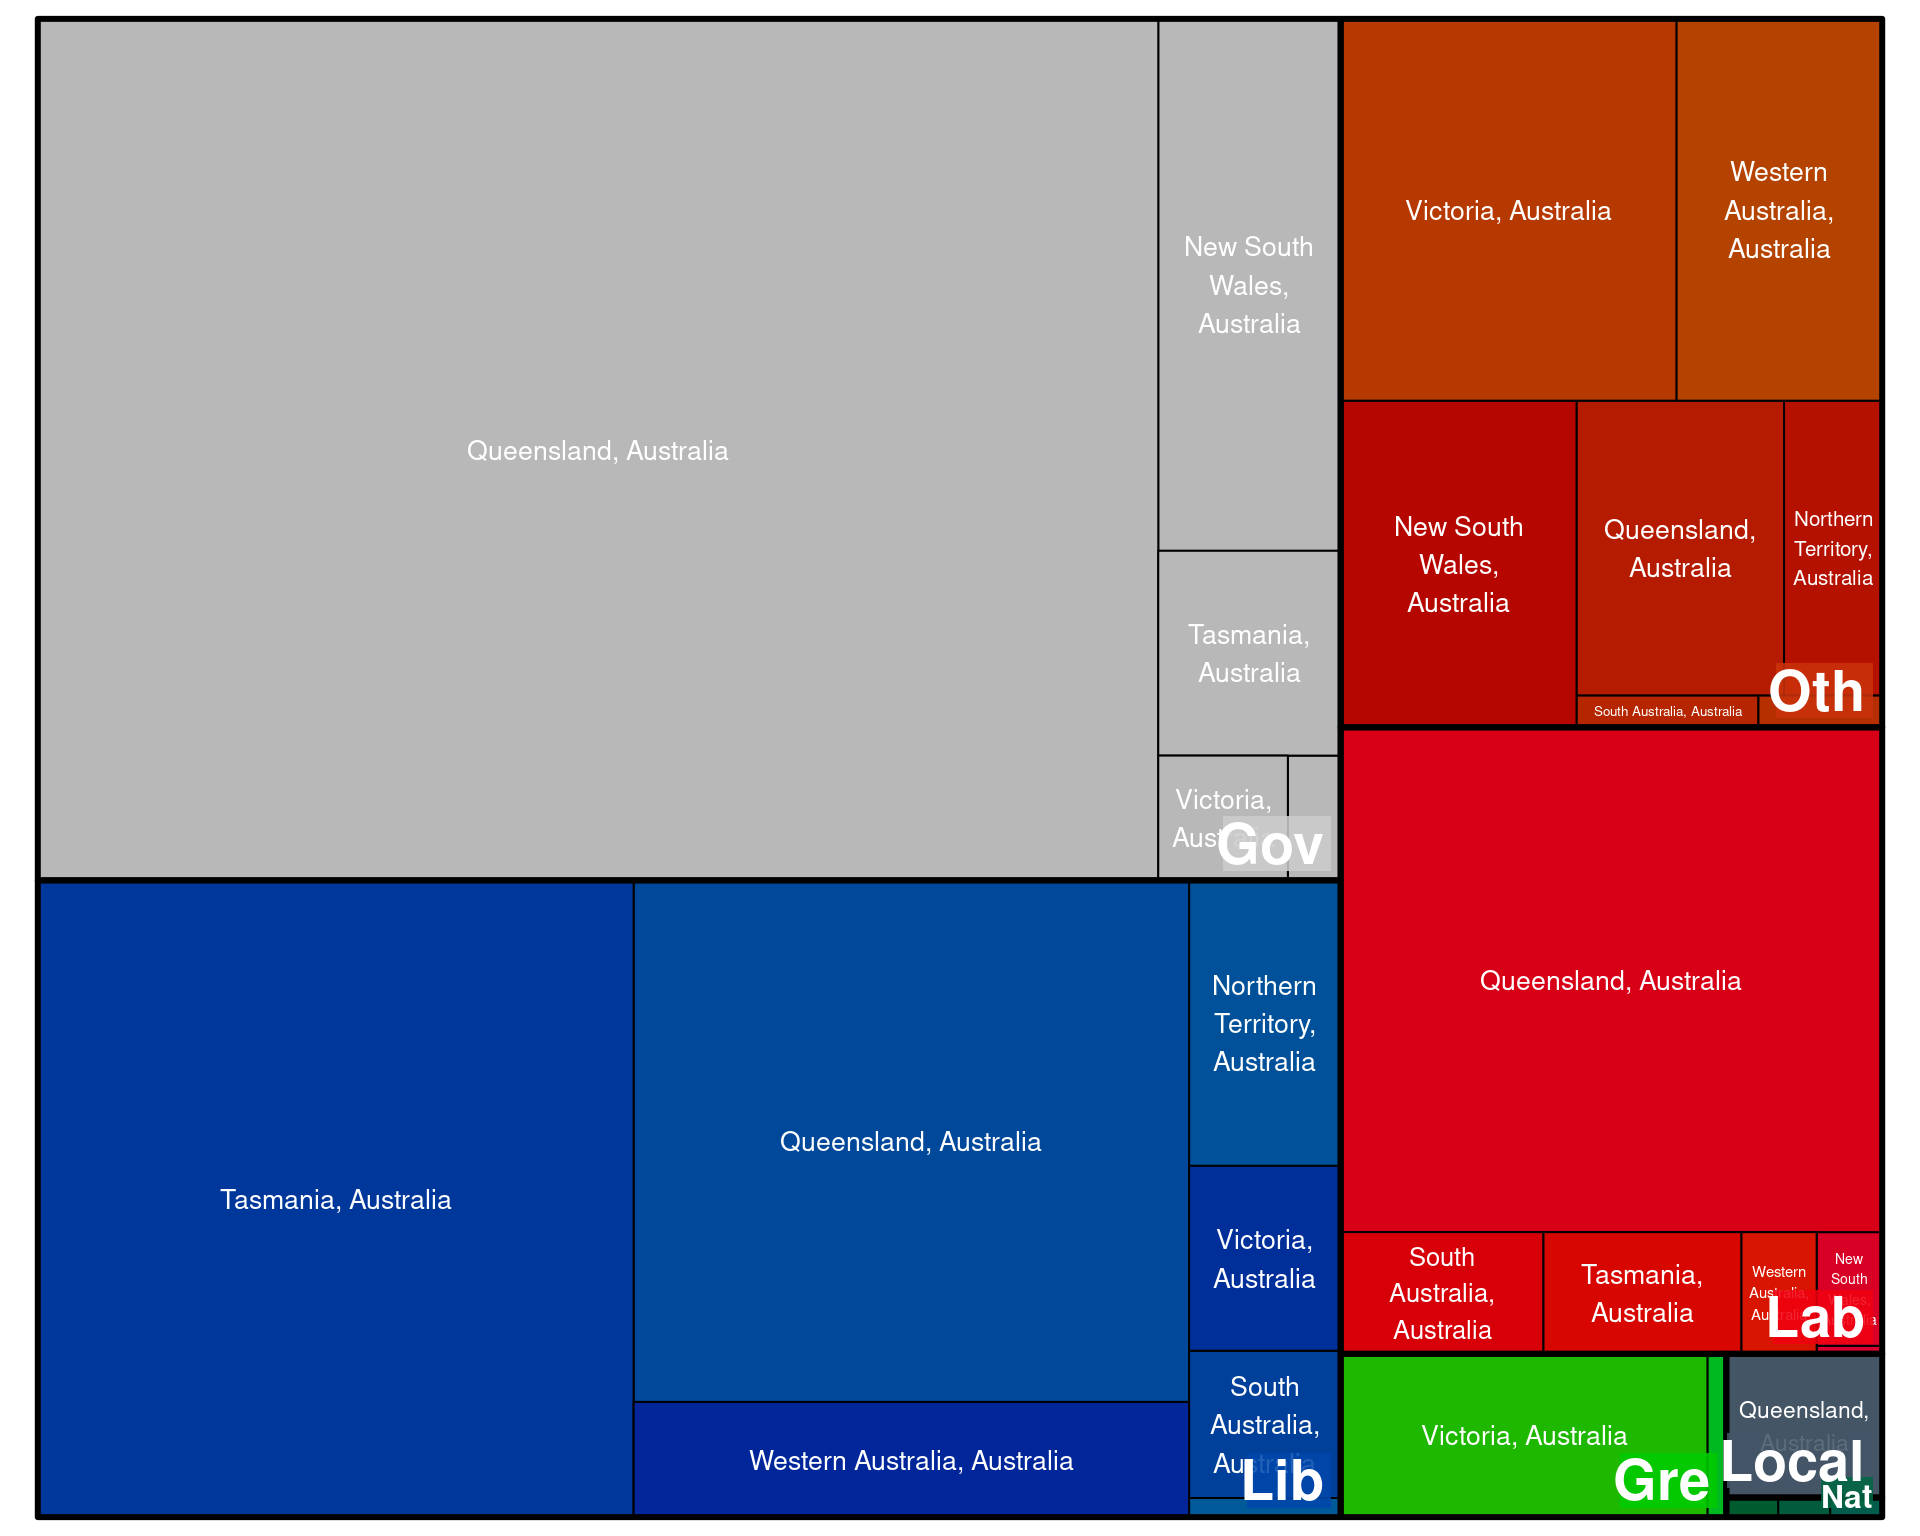 Queensland, Australia
New South
Wales,
Australia
Tasmania,
Australia
Victoria,
Gov
Victoria, Australia
Western
Australia,
Australia
New South
Wales,
Australia
Queensland,
Australia
Northern
Territory,
Australia
South Australia, Australia
Oth
Tasmania, Australia
Queensland, Australia
Northern
Territory,
Australia
Victoria,
Australia
South
Australia,
Western Australia, Australia
Lib
Queensland, Australia
South
Australia,
Australia
Tasmania,
Australia
Western
Australia,
New
South
Wales,
Lab
Victoria, Australia
Gre
Queensland,
Australia
Local
Nat